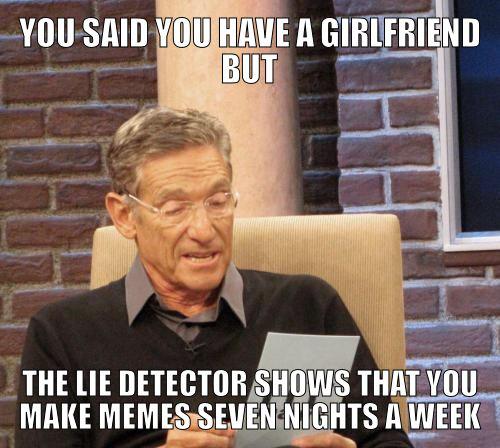 YOU SAID YOU HAVE A GIRLFRIEND
BUT
THE LIE DETECTOR SHOWS THAT YOU
MAKE MEMES SEVEN NIGHTS A WEEK